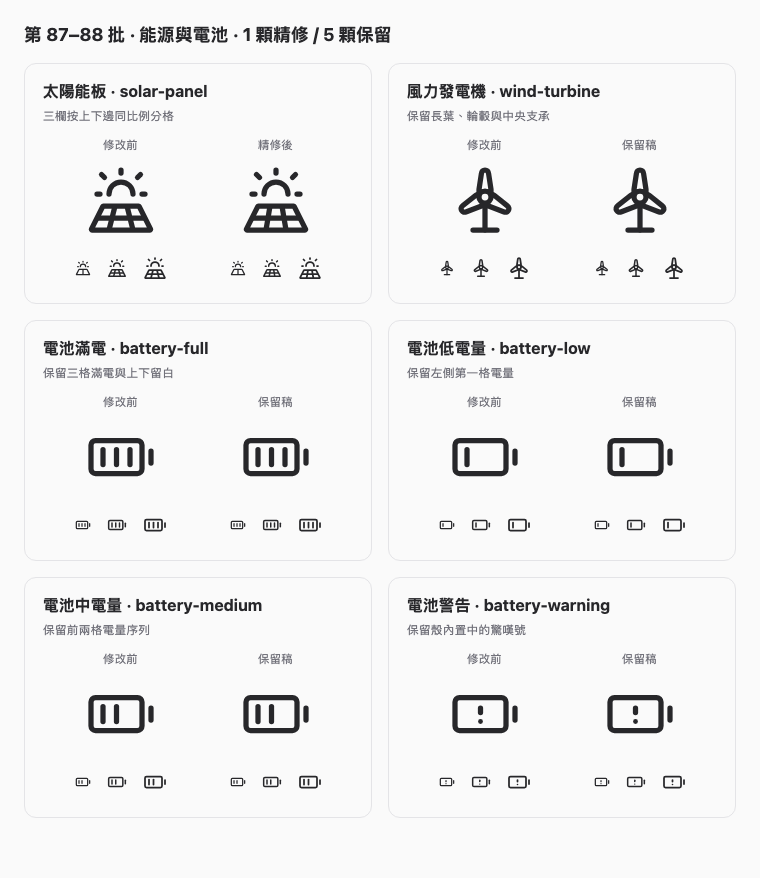 第 87–88 批 · 能源與電池 · 1 顆精修 / 5 顆保留
太陽能板 · solar-panel
三欄按上下邊同比例分格
修改前
精修後
風力發電機 · wind-turbine
保留長葉、輪轂與中央支承
修改前
保留稿
電池滿電 · battery-full
保留三格滿電與上下留白
修改前
保留稿
電池低電量 · battery-low
保留左側第一格電量
修改前
保留稿
電池中電量 · battery-medium
保留前兩格電量序列
修改前
保留稿
電池警告 · battery-warning
保留殼內置中的驚嘆號
修改前
保留稿